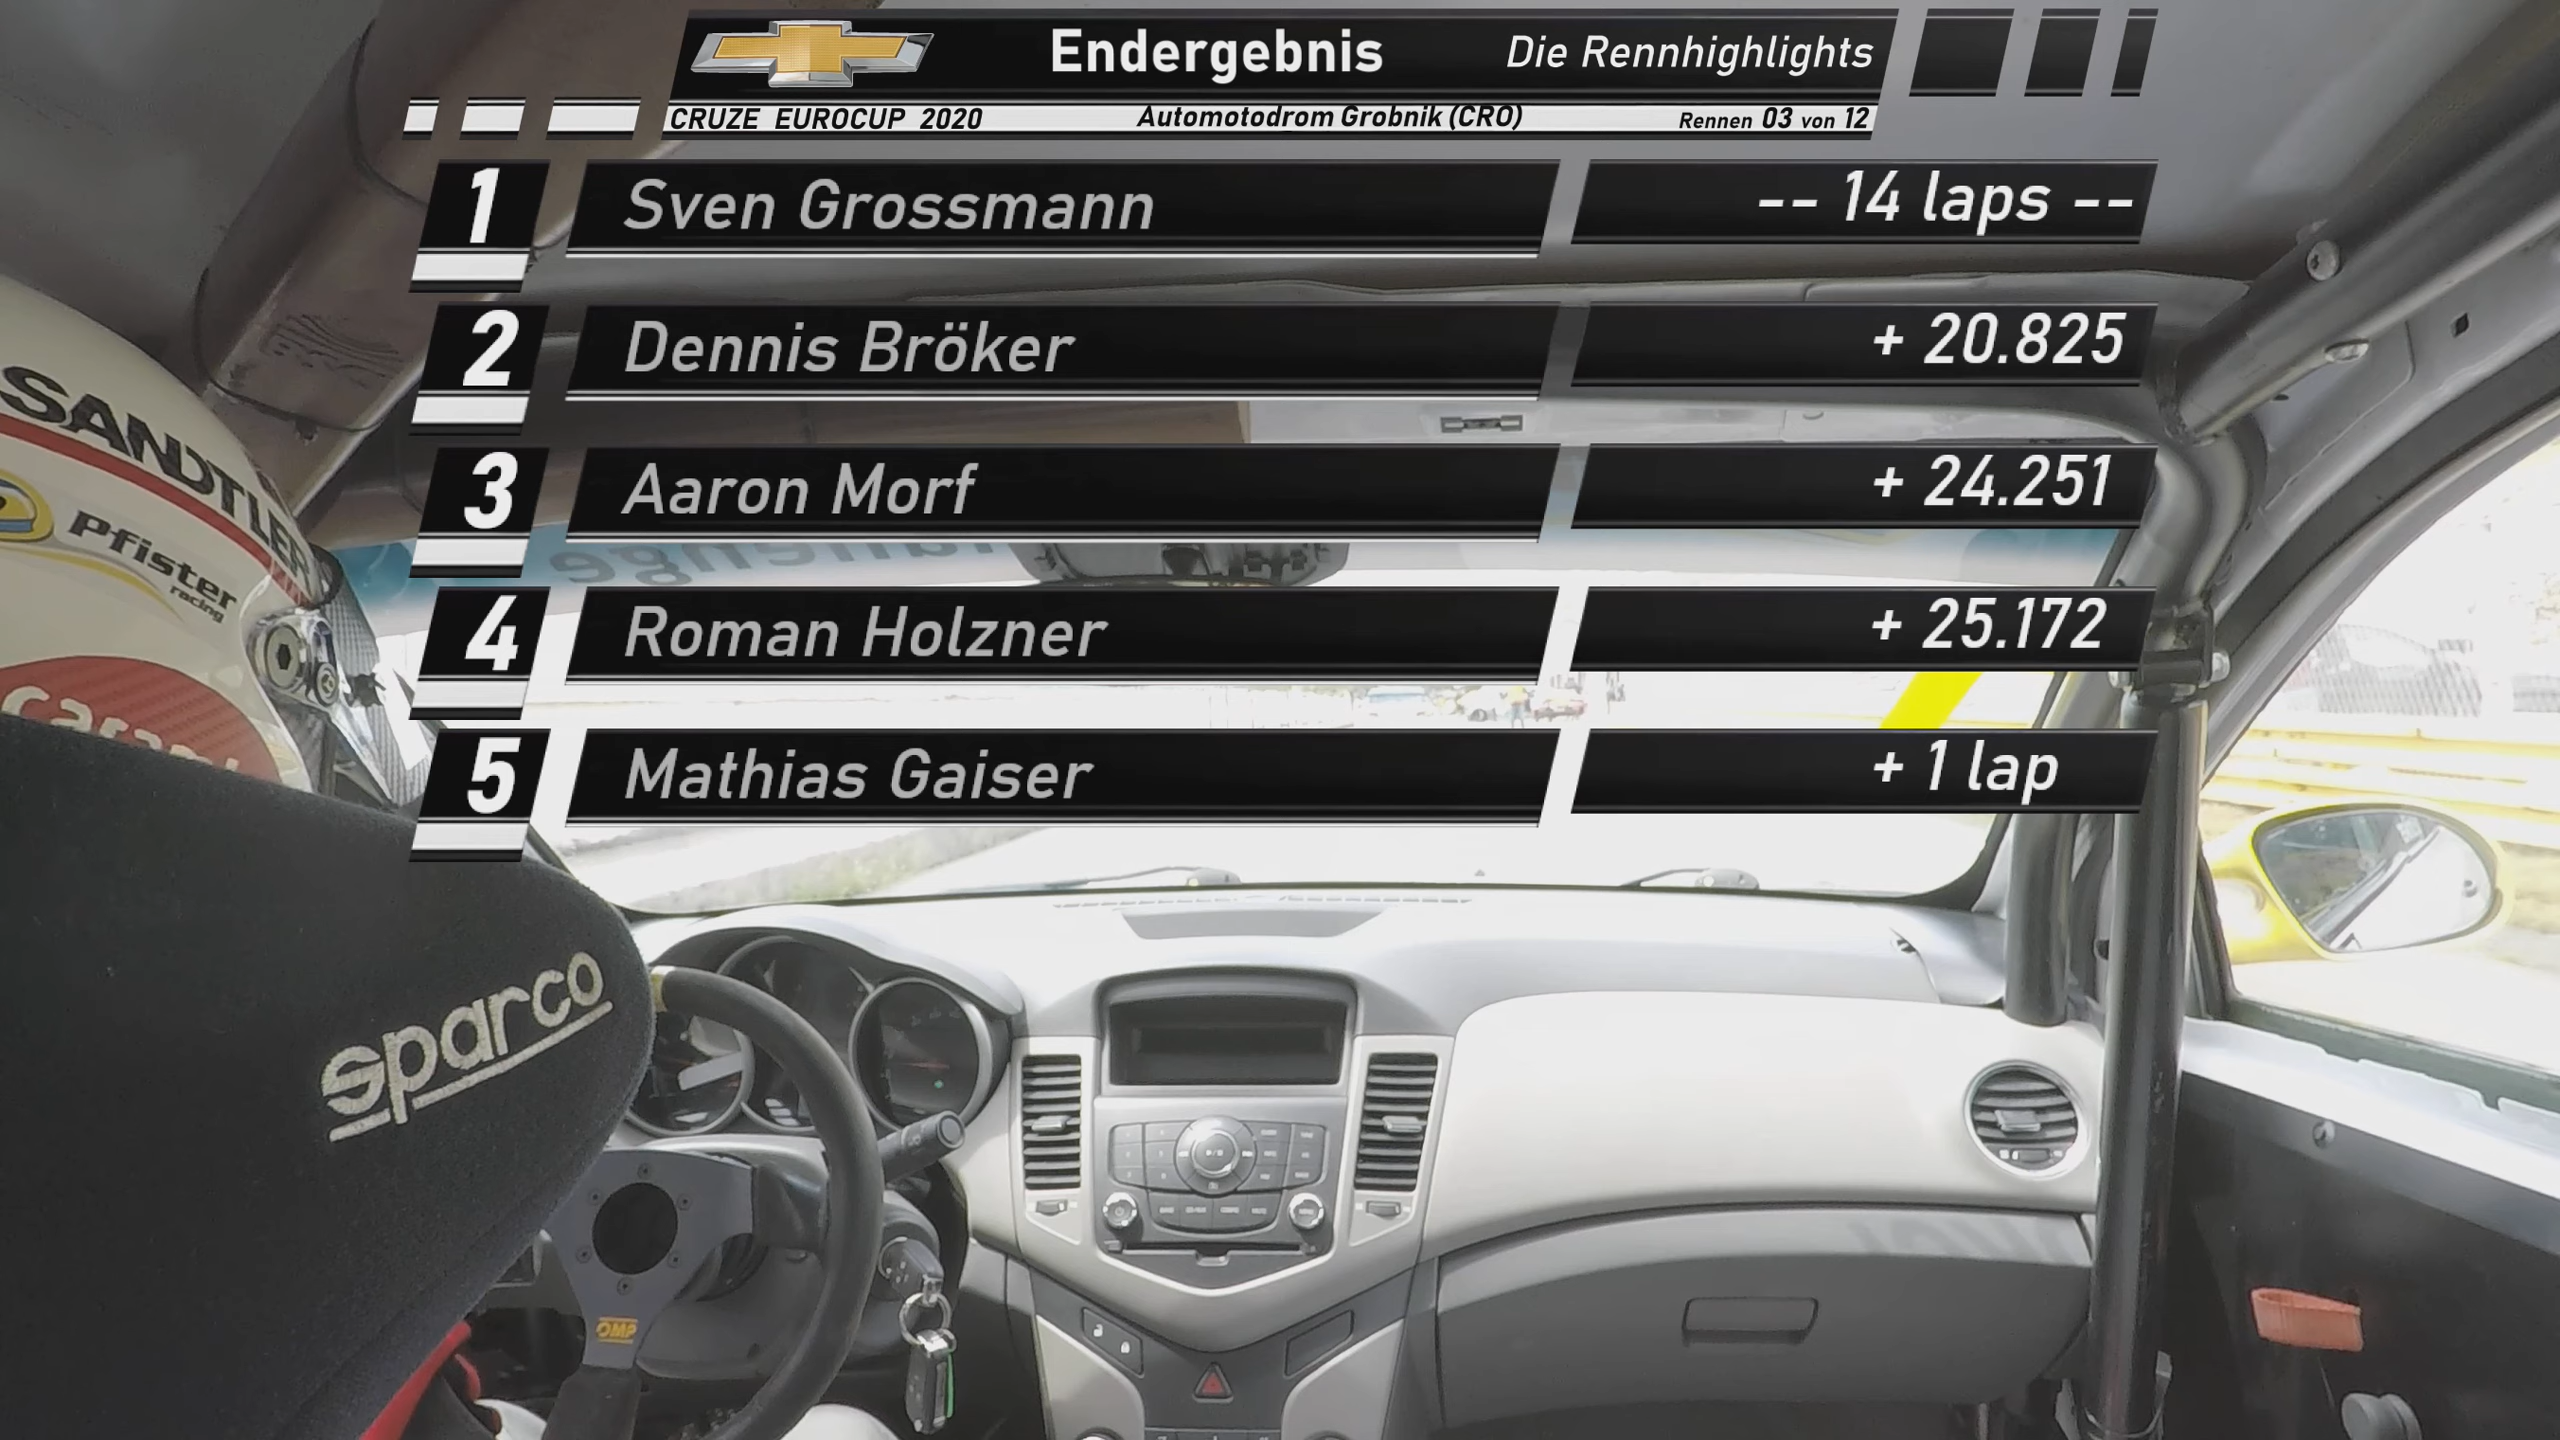 Endergebnis
Die Rennhighlights
CRUZE EUROCUP 2020
Automotodrom Grobnik (CRO)
Rennen 03 von 12
1 Sven Grossmann -- 14 laps --
2 Dennis Bröker + 20.825
3 Aaron Morf + 24.251
4 Roman Holzner + 25.172
5 Mathias Gaiser + 1 lap
SANDTLER
Pfister
racing
sparco
OMP